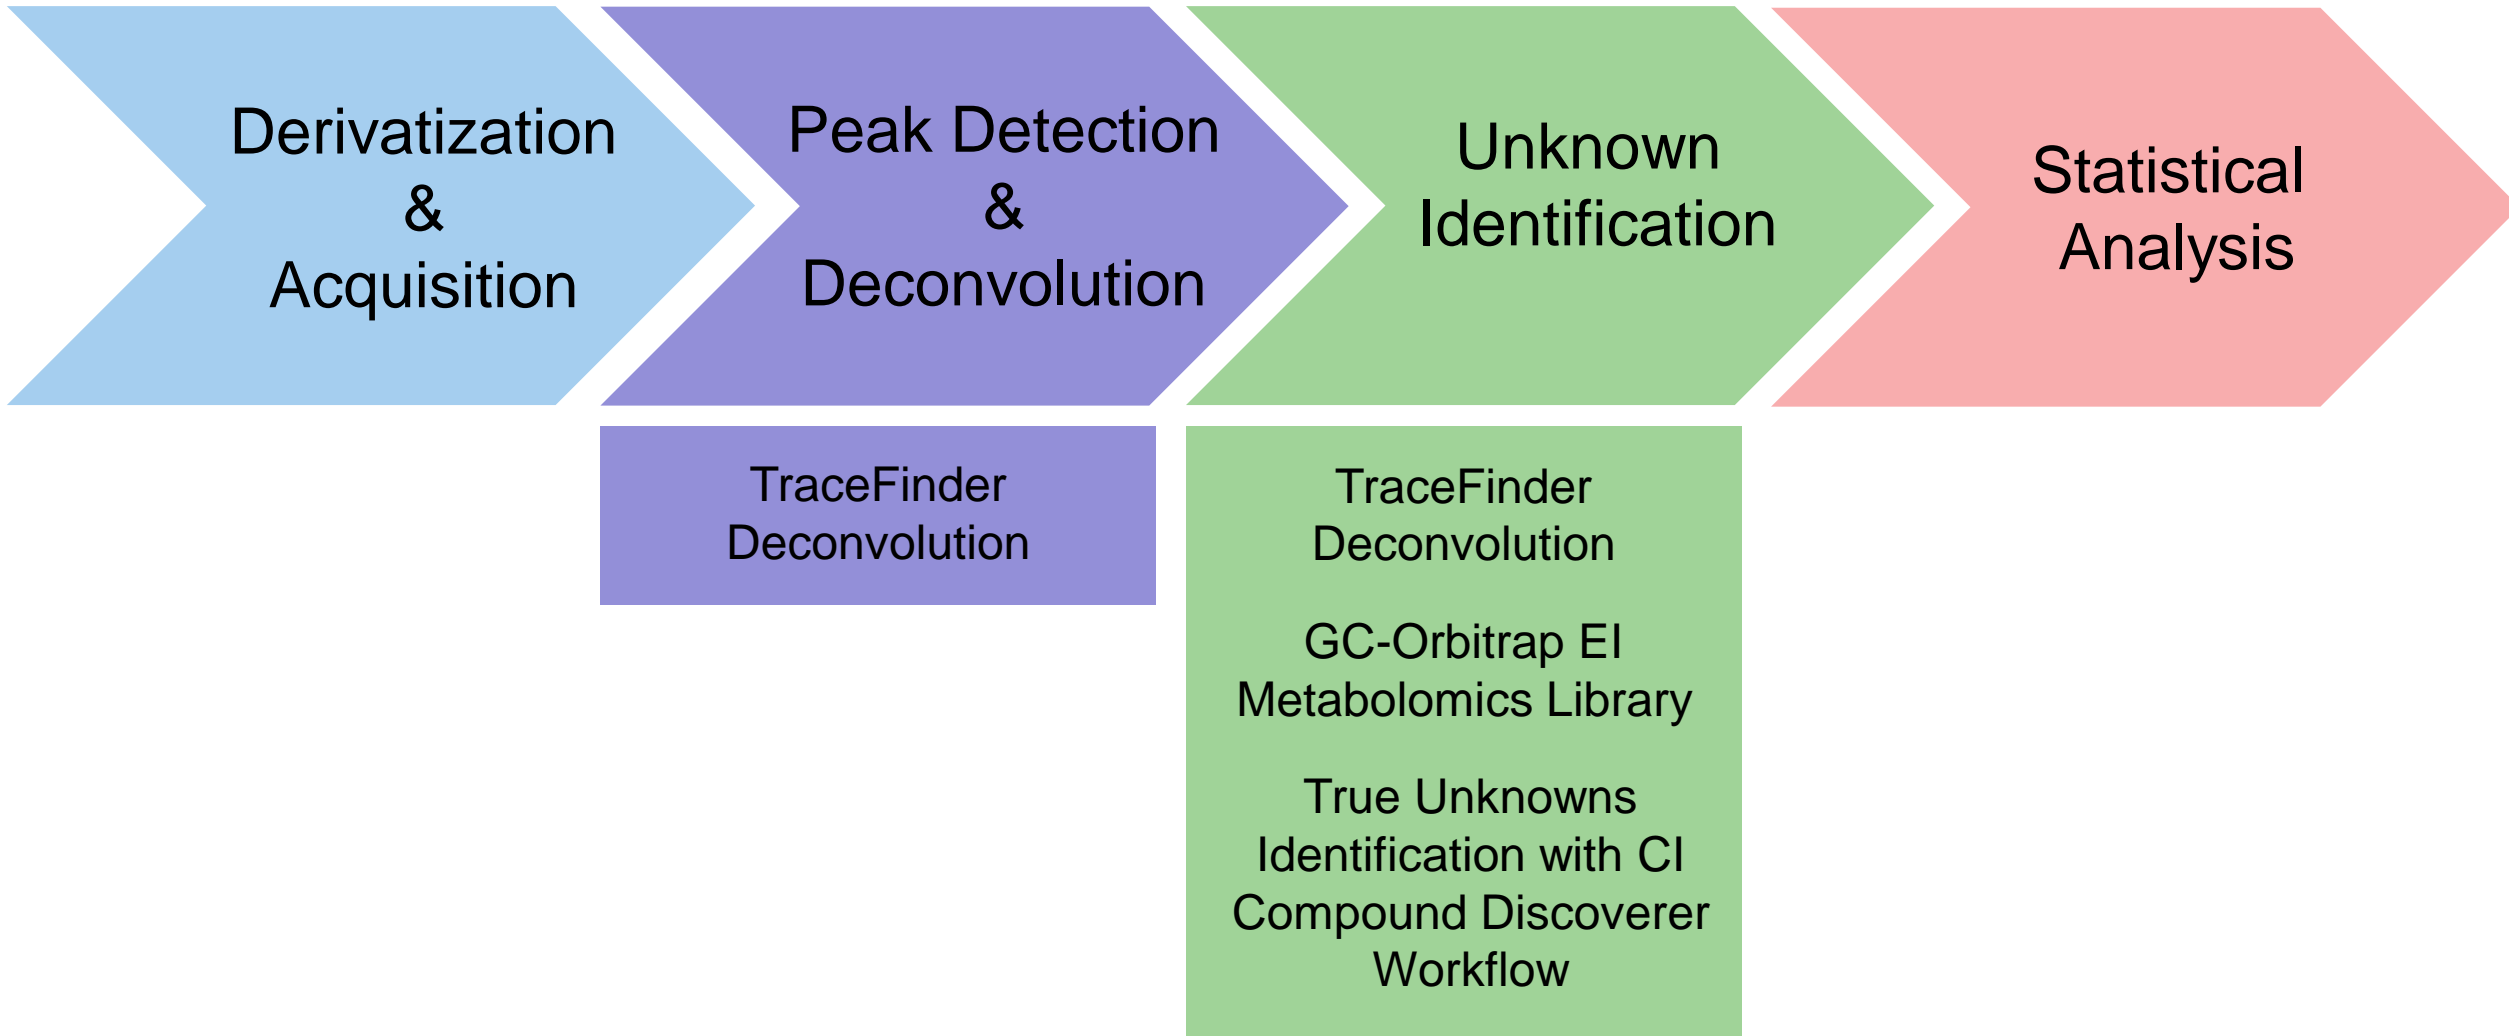 Derivatization
&
Acquisition
Peak Detection
&
Deconvolution
Unknown
Identification
Statistical
Analysis
TraceFinder
Deconvolution
TraceFinder
Deconvolution
GC-Orbitrap EI
Metabolomics Library
True Unknowns
Identification with CI
Compound Discoverer
Workflow